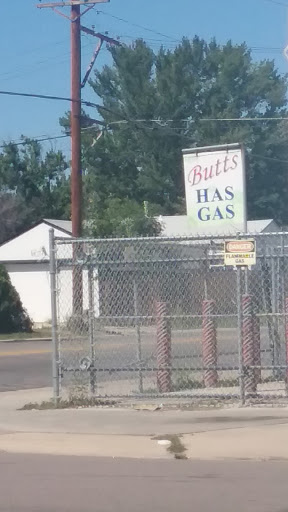 Butts
HAS
GAS
DANGER
FLAMMABLE
GAS